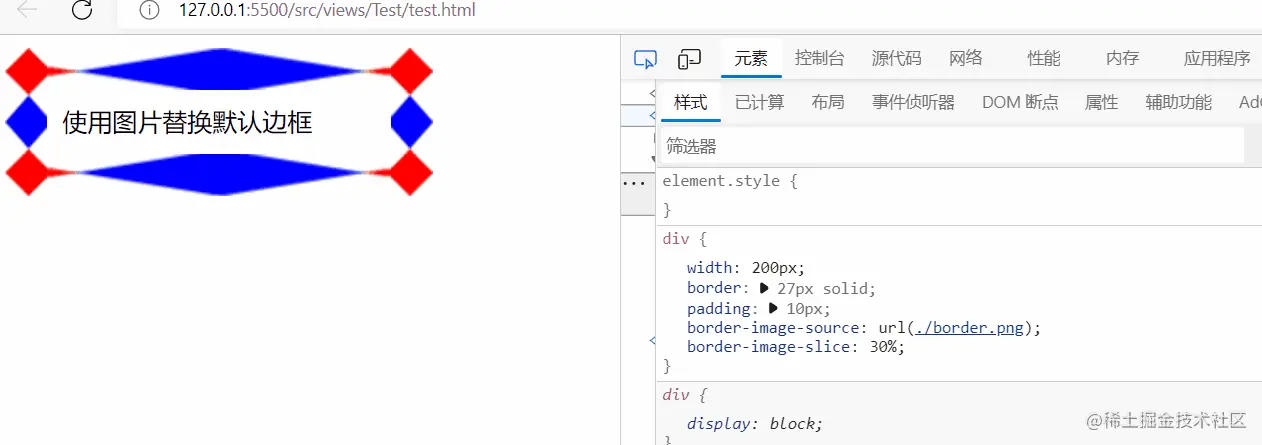 127.0.0.1:5500/src/views/Test/test.html
使用图片替换默认边框
元素 控制台 源代码 网络 性能 内存 应用程序
样式 已计算 布局 事件侦听器 DOM 断点 属性 辅助功能 AdG
筛选器
element.style {
}
div {
width: 200px;
border: 27px solid;
padding: 10px;
border-image-source: url(./border.png);
border-image-slice: 30%;
}
div {
display: block;
}
@稀土掘金技术社区